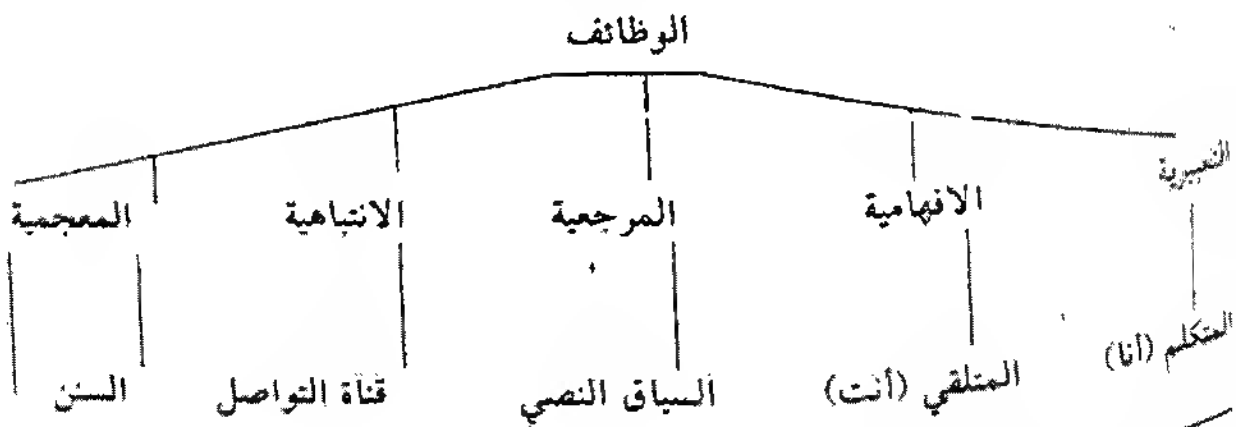 الوظائف
التعبيرية الافهامية المرجعية الانتباهية المعجمية
المتكلم (أنا) المتلقي (أنت) السياق النصي قناة التواصل السنن